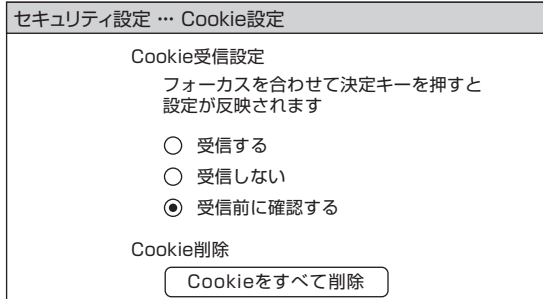 セキュリティ設定 … Cookie設定
Cookie受信設定
フォーカスを合わせて決定キーを押すと
設定が反映されます
受信する
受信しない
受信前に確認する
Cookie削除
Cookieをすべて削除